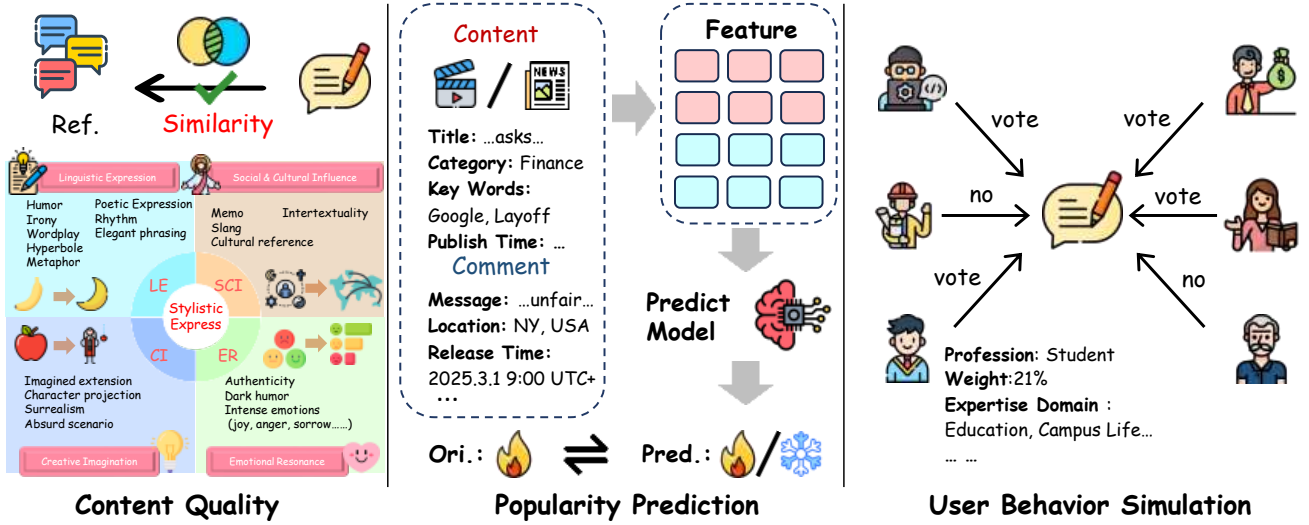 Ref.
Similarity
Linguistic Expression
Social & Cultural Influence
Humor
Irony
Wordplay
Hyperbole
Metaphor
Poetic Expression
Rhythm
Elegant phrasing
Memo
Slang
Cultural reference
Intertextuality
LE
SCI
Stylistic
Express
CI
ER
Imagined extension
Character projection
Surrealism
Absurd scenario
Authenticity
Dark humor
Intense emotions
(joy, anger, sorrow......)
Creative Imagination
Emotional Resonance
Content Quality
Content
NEWS
Title: ...asks...
Category: Finance
Key Words:
Google, Layoff
Publish Time: ...
Comment
Message: ...unfair...
Location: NY, USA
Release Time:
2025.3.1 9:00 UTC+
...
Feature
Predict
Model
Ori.:
Pred.:
Popularity Prediction
vote
vote
no
vote
vote
no
Profession: Student
Weight:21%
Expertise Domain :
Education, Campus Life...
... ...
User Behavior Simulation